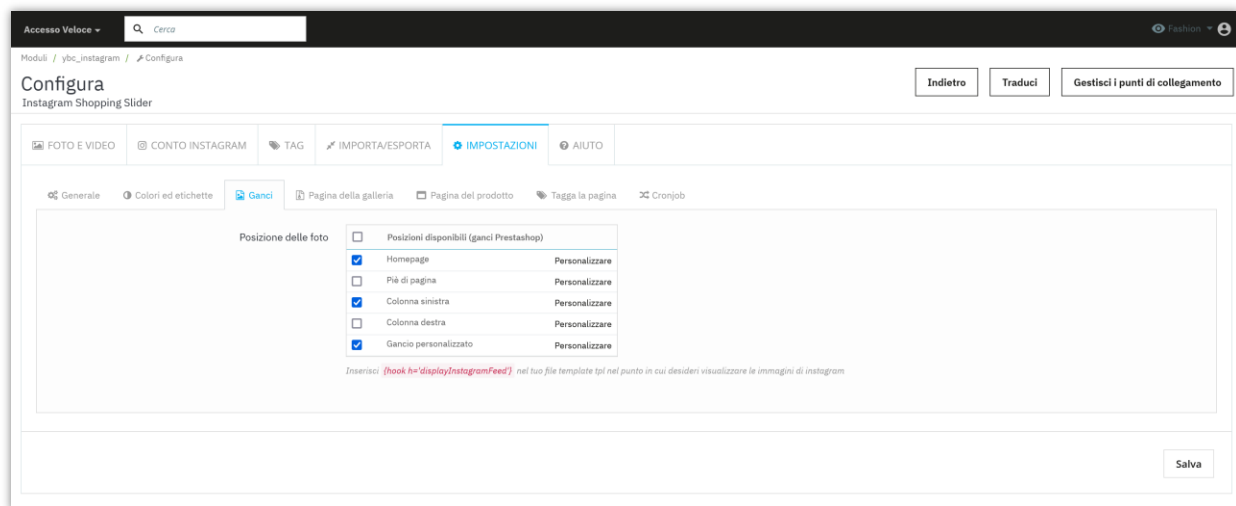 Accesso Veloce Cerca Fashion
Moduli / ybc_instagram / Configura
Configura
Instagram Shopping Slider
Indietro Traduci Gestisci i punti di collegamento
FOTO E VIDEO CONTO INSTAGRAM TAG IMPORTA/ESPORTA IMPOSTAZIONI AIUTO
Generale Colori ed etichette Ganci Pagina della galleria Pagina del prodotto Tagga la pagina Cronjob
Posizione delle foto Posizioni disponibili (ganci Prestashop)
Homepage Personalizzare
Piè di pagina Personalizzare
Colonna sinistra Personalizzare
Colonna destra Personalizzare
Gancio personalizzato Personalizzare
Inserisci {hook h='displayInstagramFeed'} nel tuo file template tpl nel punto in cui desideri visualizzare le immagini di instagram
Salva